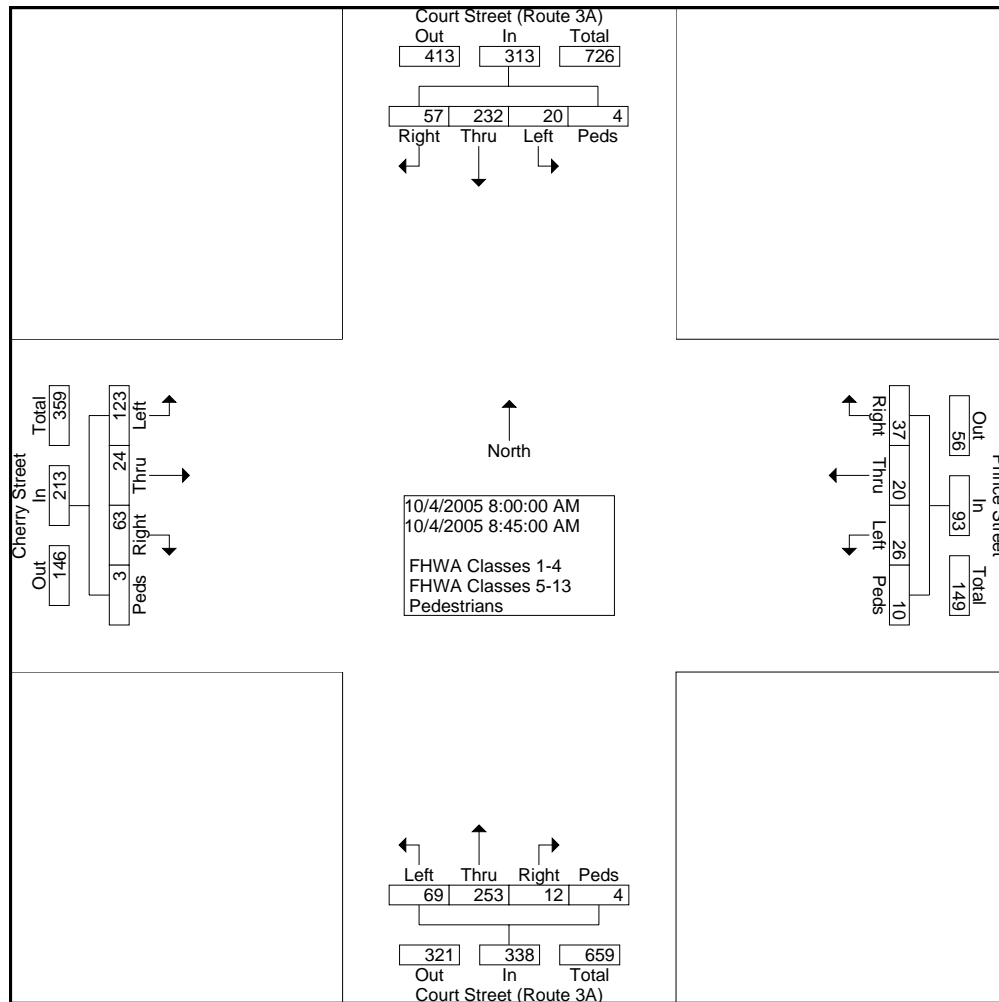 Court Street (Route 3A)
Out In Total
413 313 726
57 232 20 4
Right Thru Left Peds
Cherry Street
Total In Out
359 213 146
123 24 63 3
Left Thru Right Peds
North
10/4/2005 8:00:00 AM
10/4/2005 8:45:00 AM
FHWA Classes 1-4
FHWA Classes 5-13
Pedestrians
Right Thru Left Peds
37 20 26 10
Out In Total
56 93 149
Prince Street
Left Thru Right Peds
69 253 12 4
321 338 659
Out In Total
Court Street (Route 3A)